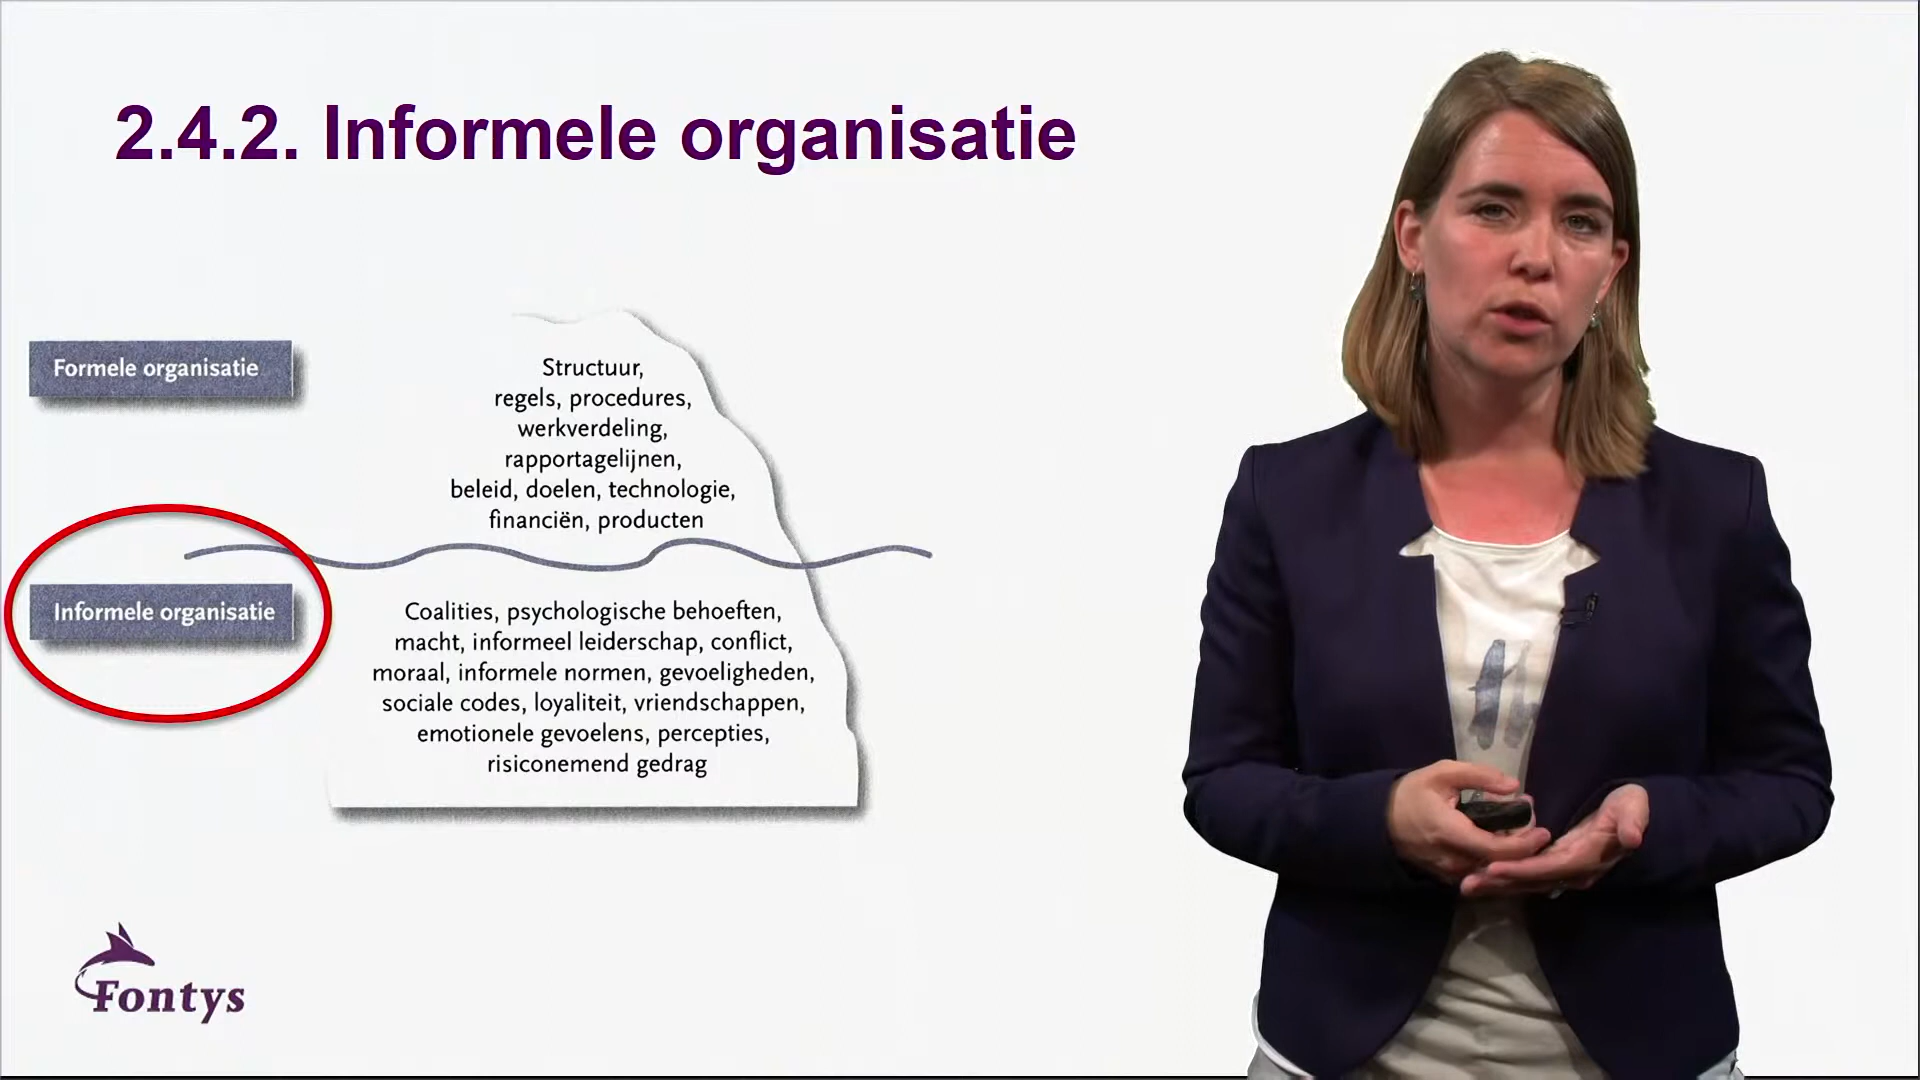 2.4.2. Informele organisatie
Formele organisatie
Structuur,
regels, procedures,
werkverdeling,
rapportagelijnen,
beleid, doelen, technologie,
financiën, producten
Informele organisatie
Coalities, psychologische behoeften,
macht, informeel leiderschap, conflict,
moraal, informele normen, gevoeligheden,
sociale codes, loyaliteit, vriendschappen,
emotionele gevoelens, percepties,
risiconemend gedrag
Fontys